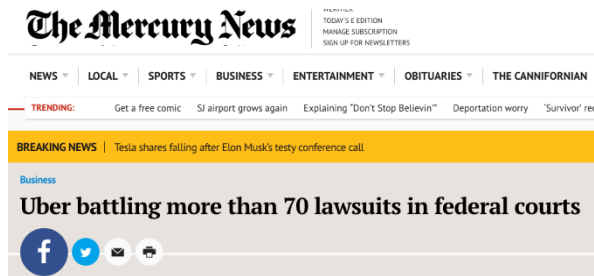 The Mercury News
TODAY'S E EDITION
MANAGE SUBSCRIPTION
SIGN UP FOR NEWSLETTERS
NEWS LOCAL SPORTS BUSINESS ENTERTAINMENT OBITUARIES THE CANNIFORNIAN
TRENDING: Get a free comic SJ airport grows again Explaining "Don't Stop Believin'" Deportation worry 'Survivor'
BREAKING NEWS | Tesla shares falling after Elon Musk's testy conference call
Business
Uber battling more than 70 lawsuits in federal courts